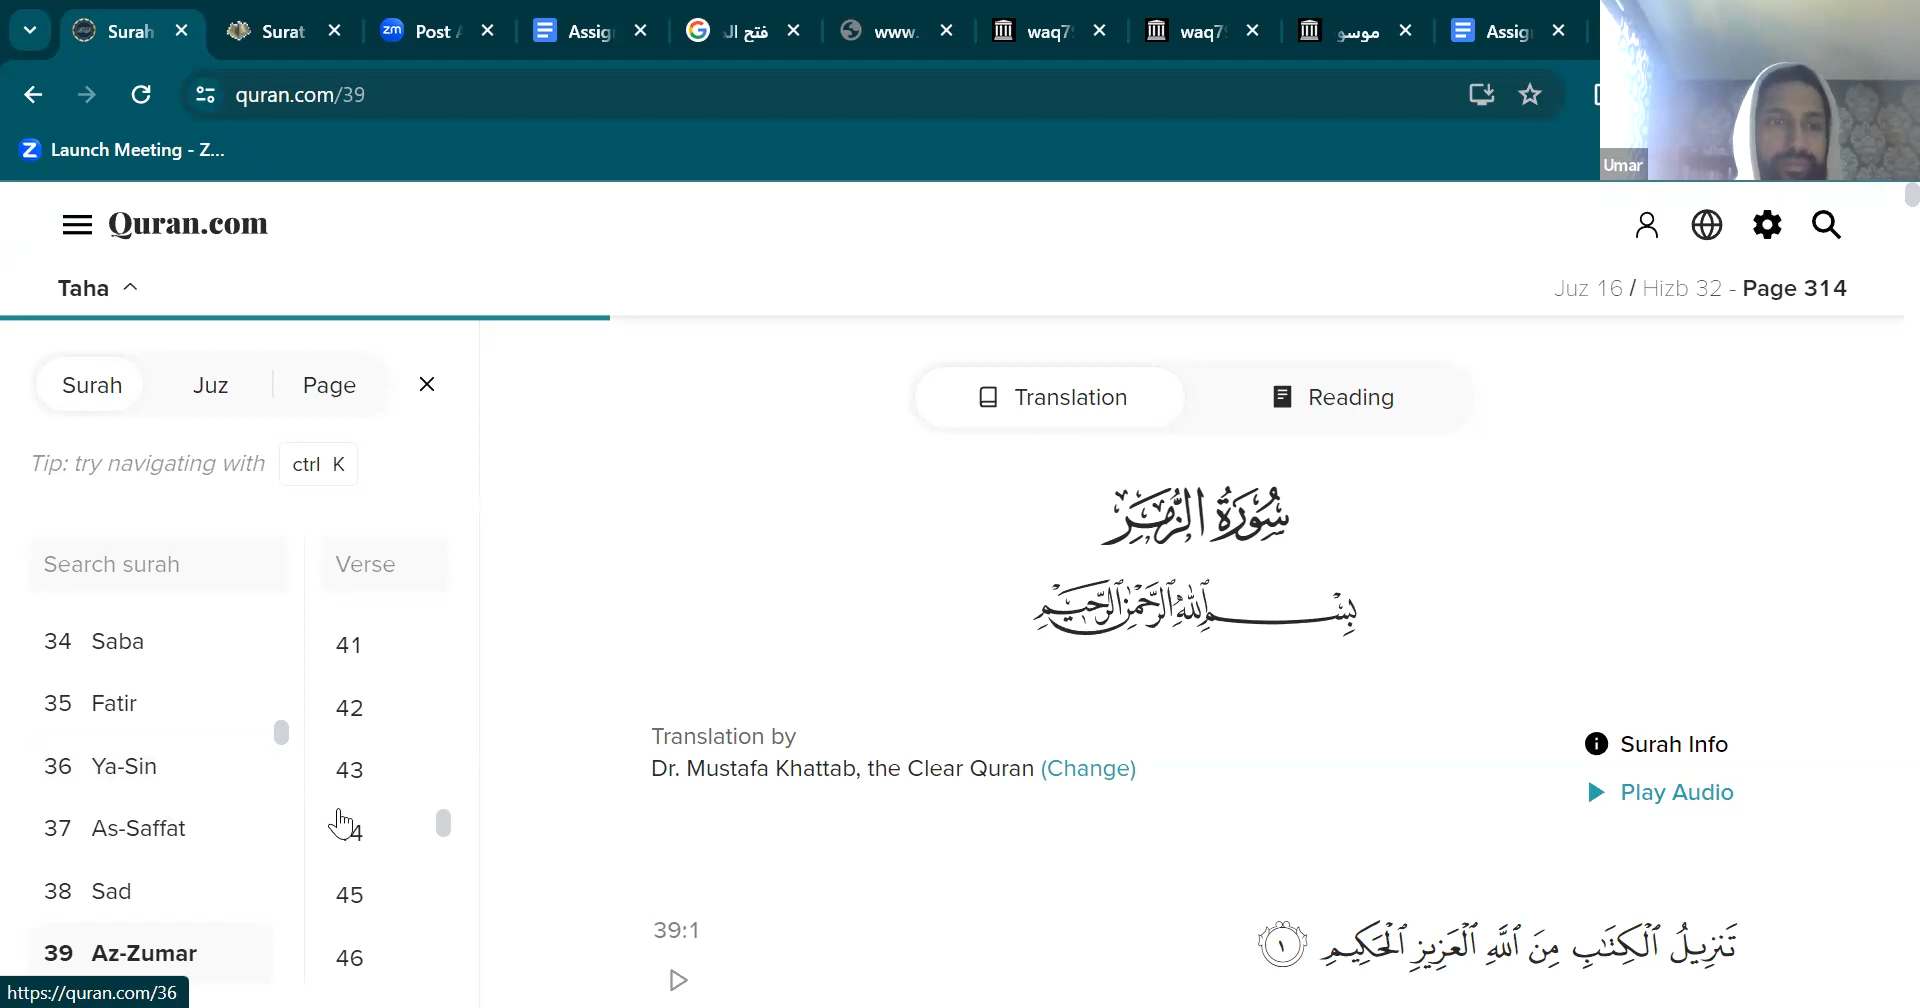 Surah
Surat
Post A
Assig
فتح ال
www.
waq7
waq7
موسو
Assig
quran.com/39
Launch Meeting - Z...
Umar
Quran.com
Taha
Juz 16 / Hizb 32 - Page 314
Surah Juz Page
Tip: try navigating with ctrl K
Translation Reading
سُورَةُ الزُّمَرِ
Search surah Verse
بِسْمِ ٱللَّهِ ٱلرَّحْمَٰنِ ٱلرَّحِيمِ
34 Saba 41
35 Fatir 42
36 Ya-Sin 43
37 As-Saffat
38 Sad 45
39 Az-Zumar 46
Translation by
Dr. Mustafa Khattab, the Clear Quran (Change)
Surah Info
Play Audio
39:1
تَنزِيلُ ٱلْكِتَٰبِ مِنَ ٱللَّهِ ٱلْعَزِيزِ ٱلْحَكِيمِ ١
https://quran.com/36